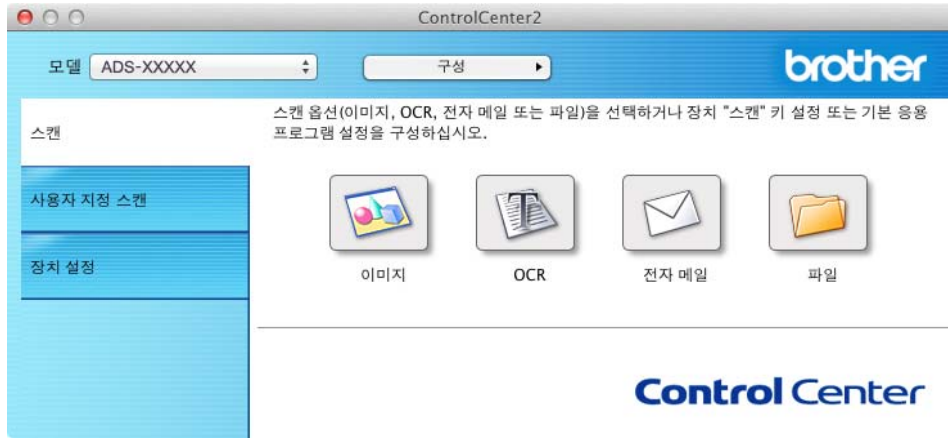 ControlCenter2
모델 ADS-XXXXX 구성
brother
스캔
사용자 지정 스캔
장치 설정
스캔 옵션(이미지, OCR, 전자 메일 또는 파일)을 선택하거나 장치 "스캔" 키 설정 또는 기본 응용
프로그램 설정을 구성하십시오.
이미지 OCR 전자 메일 파일
Control Center